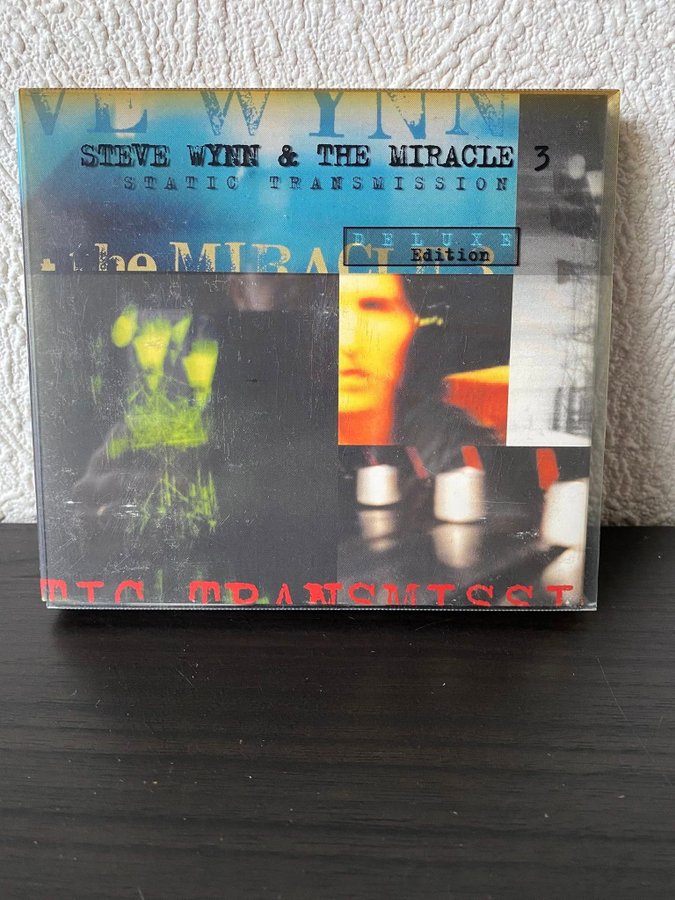 VE WYNN
STEVE WYNN & THE MIRACLE 3
STATIC TRANSMISSION
DELUXE
Edition
t the MIRACLE 3
TIC TRANSMISSI